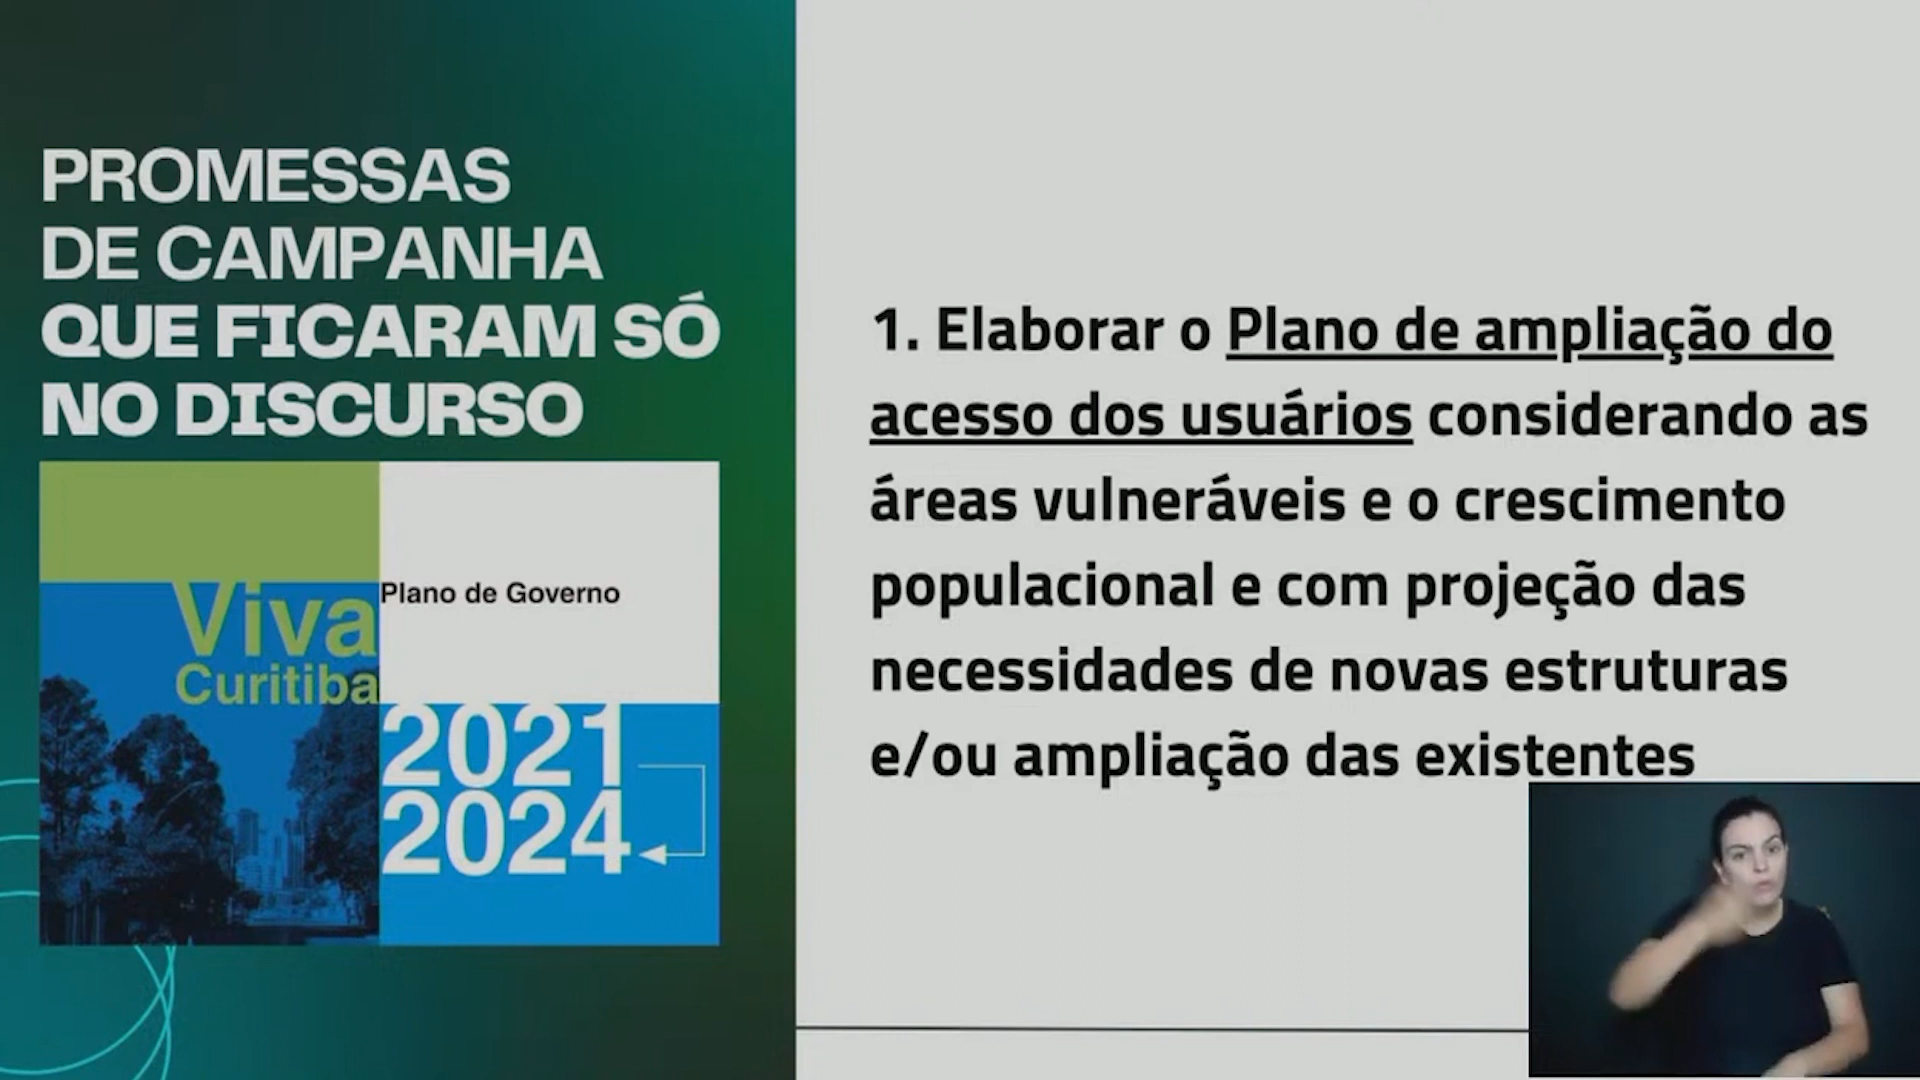 PROMESSAS
DE CAMPANHA
QUE FICARAM SÓ
NO DISCURSO
Viva
Curitiba
Plano de Governo
2021
2024
1. Elaborar o Plano de ampliação do
acesso dos usuários considerando as
áreas vulneráveis e o crescimento
populacional e com projeção das
necessidades de novas estruturas
e/ou ampliação das existentes